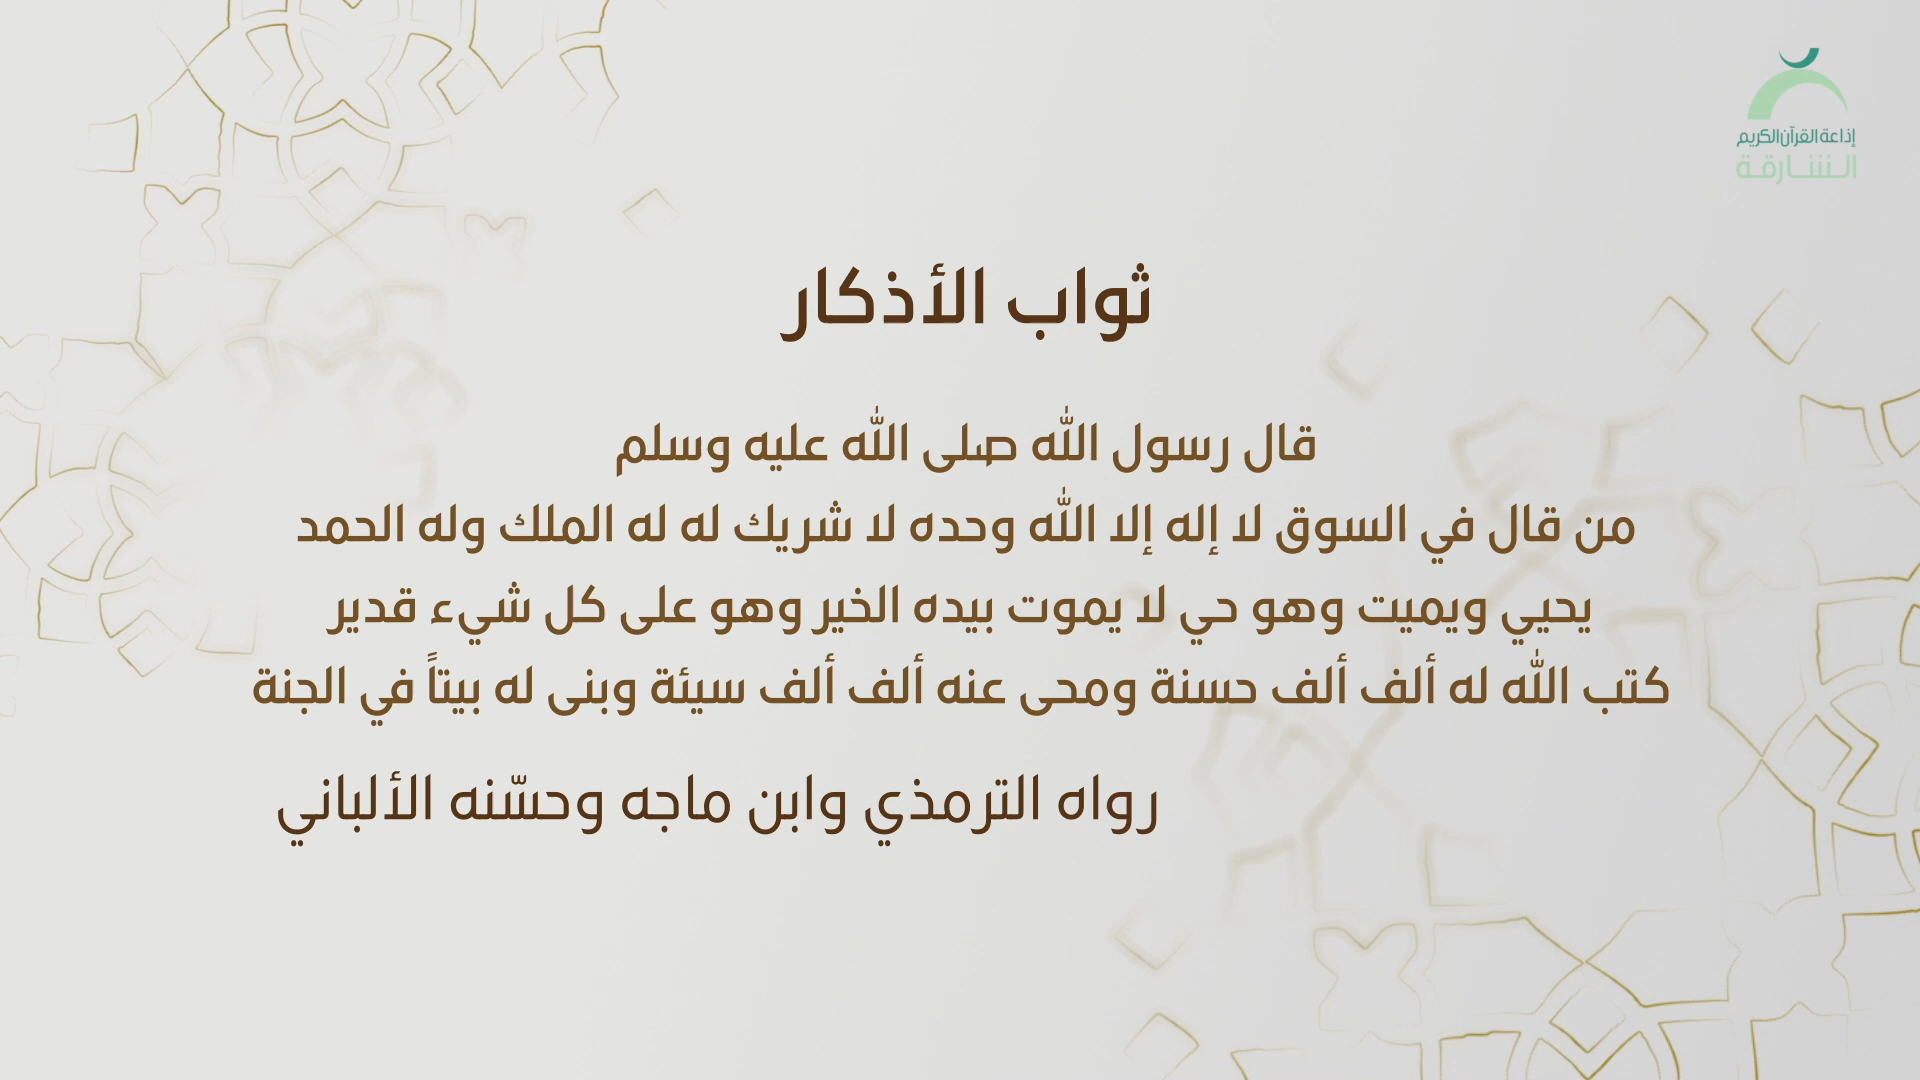 إذاعة القرآن الكريم
الشارقة
ثواب الأذكار
قال رسول الله صلى الله عليه وسلم
من قال في السوق لا إله إلا الله وحده لا شريك له له الملك وله الحمد
يحيي ويميت وهو حي لا يموت بيده الخير وهو على كل شيء قدير
كتب الله له ألف ألف حسنة ومحى عنه ألف ألف سيئة وبنى له بيتاً في الجنة
رواه الترمذي وابن ماجه وحسّنه الألباني